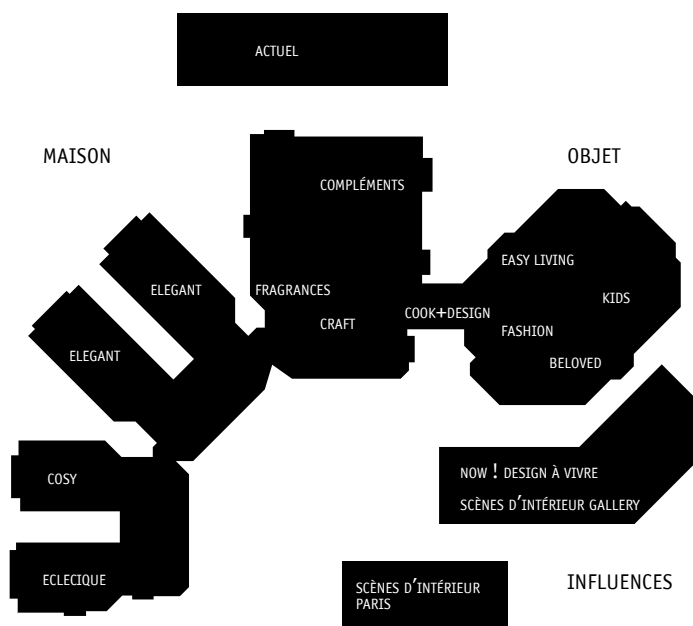 ACTUEL
MAISON
OBJET
COMPLÉMENTS
EASY LIVING
ELEGANT
FRAGRANCES
KIDS
COOK+DESIGN
CRAFT
FASHION
ELEGANT
BELOVED
NOW ! DESIGN À VIVRE
COSY
SCÈNES D'INTÉRIEUR GALLERY
ECLECIQUE
INFLUENCES
SCÈNES D'INTÉRIEUR
PARIS